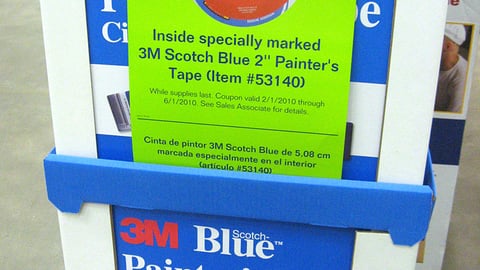 Inside specially marked
3M Scotch Blue 2" Painter's
Tape (Item #53140)
While supplies last. Coupon valid 2/1/2010 through
6/1/2010. See Sales Associate for details.
Cinta de pintor 3M Scotch Blue de 5.08 cm
marcada especialmente en el interior
(artículo #53140)
3M Scotch-
Blue™